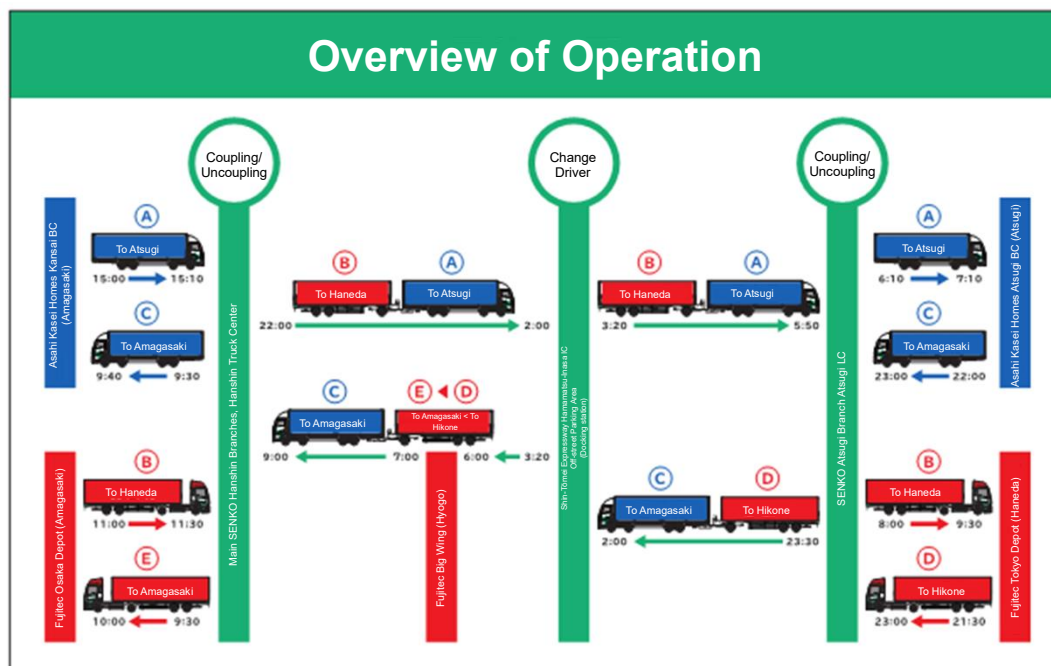 Overview of Operation
Coupling/
Uncoupling
Change
Driver
Coupling/
Uncoupling
Asahi Kasei Homes Kansai BC
(Amagasaki)
A
To Atsugi
15:00
15:10
C
To Amagasaki
9:40
9:30
Fujitec Osaka Depot (Amagasaki)
B
To Haneda
11:00
11:30
E
To Amagasaki
10:00
9:30
Main SENKO Hanshin Branches, Hanshin Truck Center
B
A
To Haneda
To Atsugi
22:00
2:00
C
E
D
To Amagasaki
To Amagasaki < To
Hikone
9:00
7:00
6:00
3:20
Fujitec Big Wing (Hyogo)
Shin-Tōmei Expressway Hamamatsu-Inasa IC
Off-street Parking Area
(Docking station)
B
A
To Haneda
To Atsugi
3:20
5:50
C
D
To Amagasaki
To Hikone
2:00
23:30
SENKO Atsugi Branch Atsugi LC
A
To Atsugi
6:10
7:10
C
To Amagasaki
23:00
22:00
Asahi Kasei Homes Atsugi BC (Atsugi)
B
To Haneda
8:00
9:30
D
To Hikone
23:00
21:30
Fujitec Tokyo Depot (Haneda)